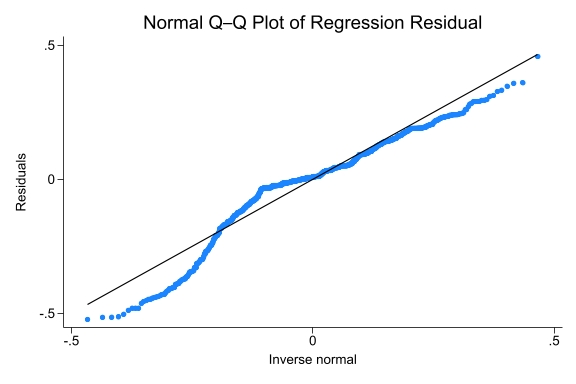 Normal Q–Q Plot of Regression Residual
.5
0
-.5
Residuals
-.5
0
.5
Inverse normal